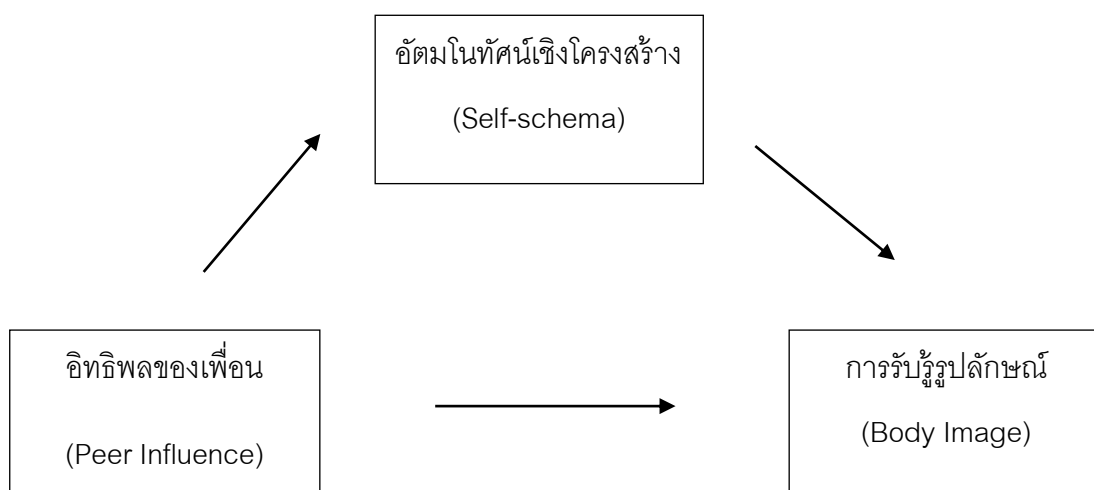 อัตมโนทัศน์เชิงโครงสร้าง
(Self-schema)
อิทธิพลของเพื่อน
(Peer Influence)
การรับรู้รูปลักษณ์
(Body Image)